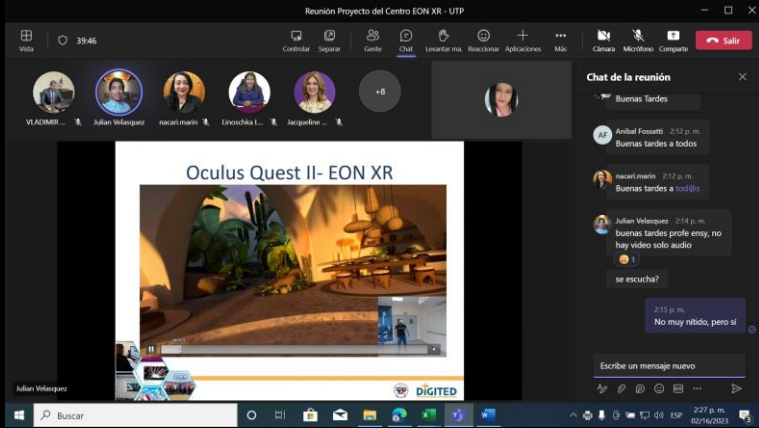 Reunión Proyecto del Centro EON XR - UTP
Vista
39:46
Controlar
Separar
Gente
Chat
Levantar ma...
Reaccionar
Aplicaciones
Más
Cámara
Micrófono
Comparte
Salir
VLADIMIR ...
Julian Velasquez
nacari.marin
Linoschka L...
Jacqueline ...
+8
Oculus Quest II- EON XR
DIGITED
Julian Velasquez
Chat de la reunión
Buenas Tardes
AF
Anibal Fossatti 2:12 p. m.
Buenas tardes a todos
nacari.marin 2:12 p. m.
Buenas tardes a tod@s
Julian Velasquez 2:14 p. m.
buenas tardes profe ensy, no
hay video solo audio
1
se escucha?
2:15 p. m.
No muy nítido, pero sí
Escribe un mensaje nuevo
Buscar
ESP
2:27 p. m.
02/16/2023